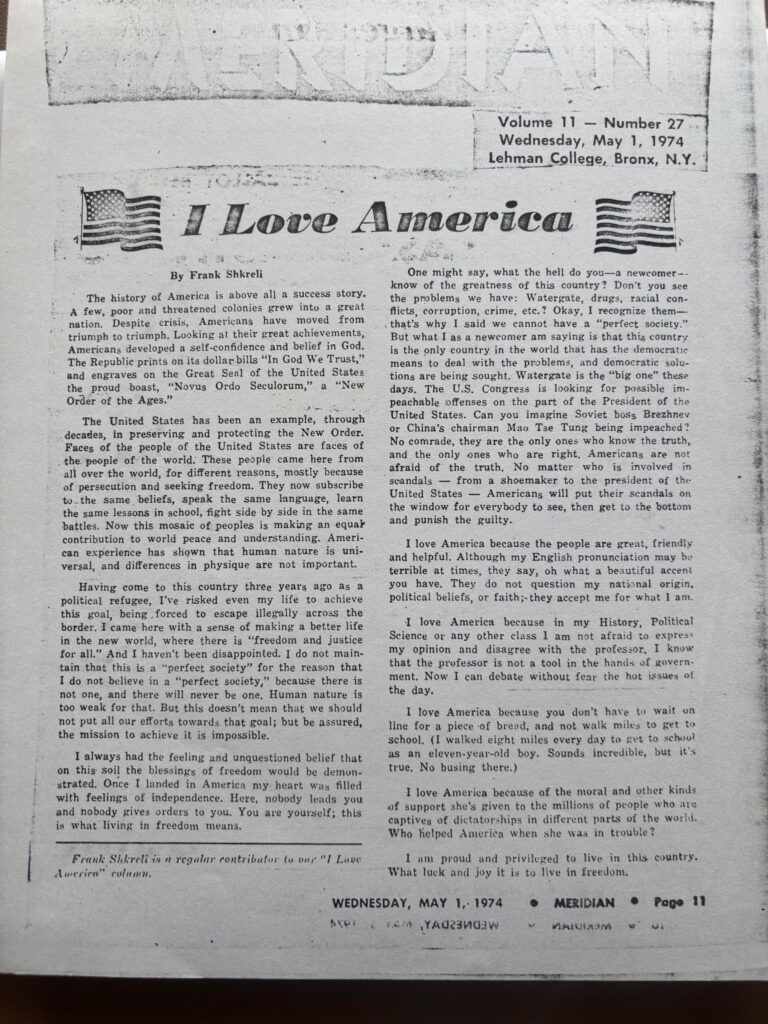 MERIDIAN
Volume 11 — Number 27
Wednesday, May 1, 1974
Lehman College, Bronx, N.Y.
I Love America
By Frank Shkreli
The history of America is above all a success story.
A few, poor and threatened colonies grew into a great
nation. Despite crisis, Americans have moved from
triumph to triumph. Looking at their great achievements,
Americans developed a self-confidence and belief in God.
The Republic prints on its dollar bills "In God We Trust,"
and engraves on the Great Seal of the United States
the proud boast, "Novus Ordo Seculorum," a "New
Order of the Ages."
The United States has been an example, through
decades, in preserving and protecting the New Order.
Faces of the people of the United States are faces of
the people of the world. These people came here from
all over the world, for different reasons, mostly because
of persecution and seeking freedom. They now subscribe
to the same beliefs, speak the same language, learn
the same lessons in school, fight side by side in the same
battles. Now this mosaic of peoples is making an equal
contribution to world peace and understanding. Ameri-
can experience has shown that human nature is uni-
versal, and differences in physique are not important.
Having come to this country three years ago as a
political refugee, I've risked even my life to achieve
this goal, being forced to escape illegally across the
border. I came here with a sense of making a better life
in the new world, where there is "freedom and justice
for all." And I haven't been disappointed. I do not main-
tain that this is a "perfect society" for the reason that
I do not believe in a "perfect society," because there is
not one, and there will never be one. Human nature is
too weak for that. But this doesn't mean that we should
not put all our efforts towards that goal; but be assured,
the mission to achieve it is impossible.
I always had the feeling and unquestioned belief that
on this soil the blessings of freedom would be demon-
strated. Once I landed in America my heart was filled
with feelings of independence. Here, nobody leads you
and nobody gives orders to you. You are yourself; this
is what living in freedom means.
Frank Shkreli is a regular contributor to our "I Love
America" column.
One might say, what the hell do you—a newcomer—
know of the greatness of this country? Don't you see
the problems we have: Watergate, drugs, racial con-
flicts, corruption, crime, etc.? Okay, I recognize them—
that's why I said we cannot have a "perfect society."
But what I as a newcomer am saying is that this country
is the only country in the world that has the democratic
means to deal with the problems, and democratic solu-
tions are being sought. Watergate is the "big one" these
days. The U.S. Congress is looking for possible im-
peachable offenses on the part of the President of the
United States. Can you imagine Soviet boss Brezhnev
or China's chairman Mao Tse Tung being impeached?
No comrade, they are the only ones who know the truth,
and the only ones who are right. Americans are not
afraid of the truth. No matter who is involved in
scandals — from a shoemaker to the president of the
United States — Americans will put their scandals on
the window for everybody to see, then get to the bottom
and punish the guilty.
I love America because the people are great, friendly
and helpful. Although my English pronunciation may be
terrible at times, they say, oh what a beautiful accent
you have. They do not question my national origin,
political beliefs, or faith; they accept me for what I am.
I love America because in my History, Political
Science or any other class I am not afraid to express
my opinion and disagree with the professor. I know
that the professor is not a tool in the hands of govern-
ment. Now I can debate without fear the hot issues of
the day.
I love America because you don't have to wait on
line for a piece of bread, and not walk miles to get to
school. (I walked eight miles every day to get to school
as an eleven-year-old boy. Sounds incredible, but it's
true. No busing there.)
I love America because of the moral and other kinds
of support she's given to the millions of people who are
captives of dictatorships in different parts of the world.
Who helped America when she was in trouble?
I am proud and privileged to live in this country.
What luck and joy it is to live in freedom.
WEDNESDAY, MAY 1, 1974 • MERIDIAN • Page 11